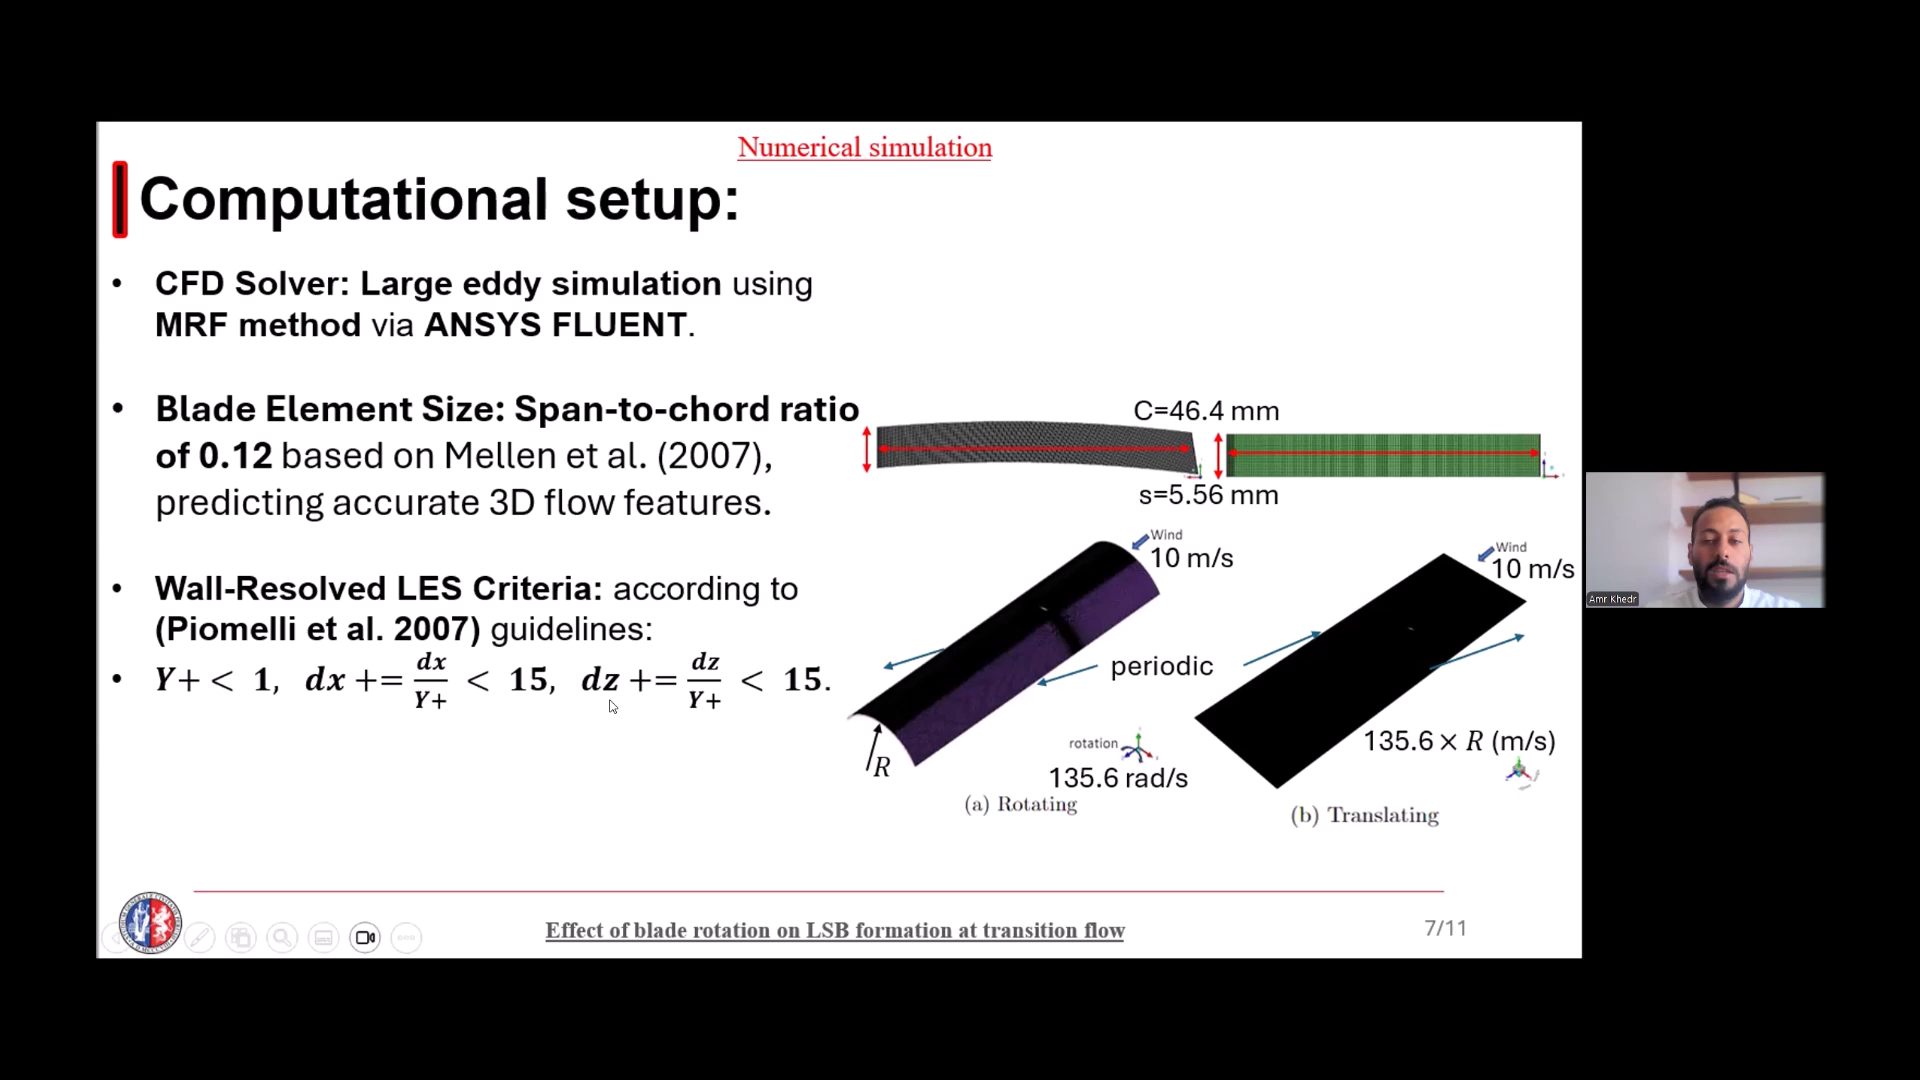 Numerical simulation
Computational setup:
• CFD Solver: Large eddy simulation using
MRF method via ANSYS FLUENT.
• Blade Element Size: Span-to-chord ratio
of 0.12 based on Mellen et al. (2007),
predicting accurate 3D flow features.
• Wall-Resolved LES Criteria: according to
(Piomelli et al. 2007) guidelines:
• Y+ < 1, dx += dx/Y+ < 15, dz += dz/Y+ < 15.
C=46.4 mm
s=5.56 mm
Wind
10 m/s
Wind
10 m/s
periodic
R
rotation
135.6 rad/s
135.6 × R (m/s)
(a) Rotating
(b) Translating
Amr Khedr
Effect of blade rotation on LSB formation at transition flow
7/11